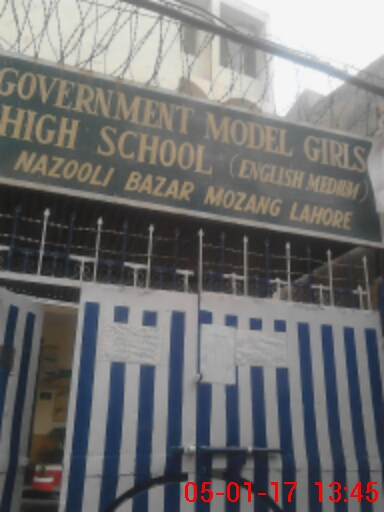 GOVERNMENT MODEL GIRLS
HIGH SCHOOL (ENGLISH MEDIUM)
NAZOOLI BAZAR MOZANG LAHORE
05-01-17 13:45